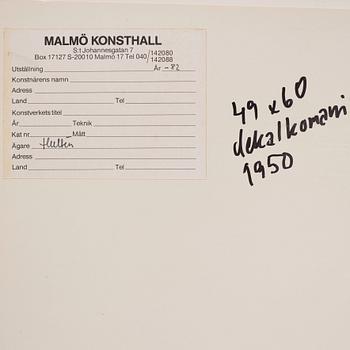 MALMÖ KONSTHALL
S:t Johannesgatan 7
Box 17127 S-20010 Malmö 17 Tel 040/142080
/142088
Utställning År -82
Konstnärens namn
Adress
Land Tel
Konstverkets titel
År Teknik
Kat nr Mått
Ägare Hultén
Adress
Land Tel
49 x 60
dekalkomani
1950